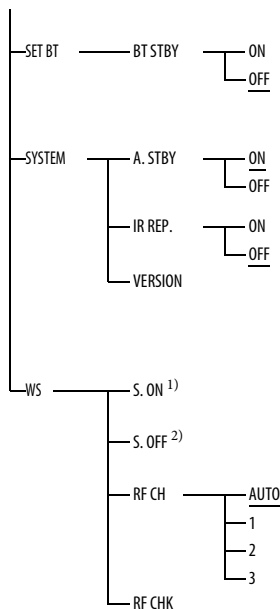 SET BT BT STBY ON
OFF
SYSTEM A. STBY ON
OFF
IR REP. ON
OFF
VERSION
WS S. ON 1)
S. OFF 2)
RF CH AUTO
1
2
3
RF CHK